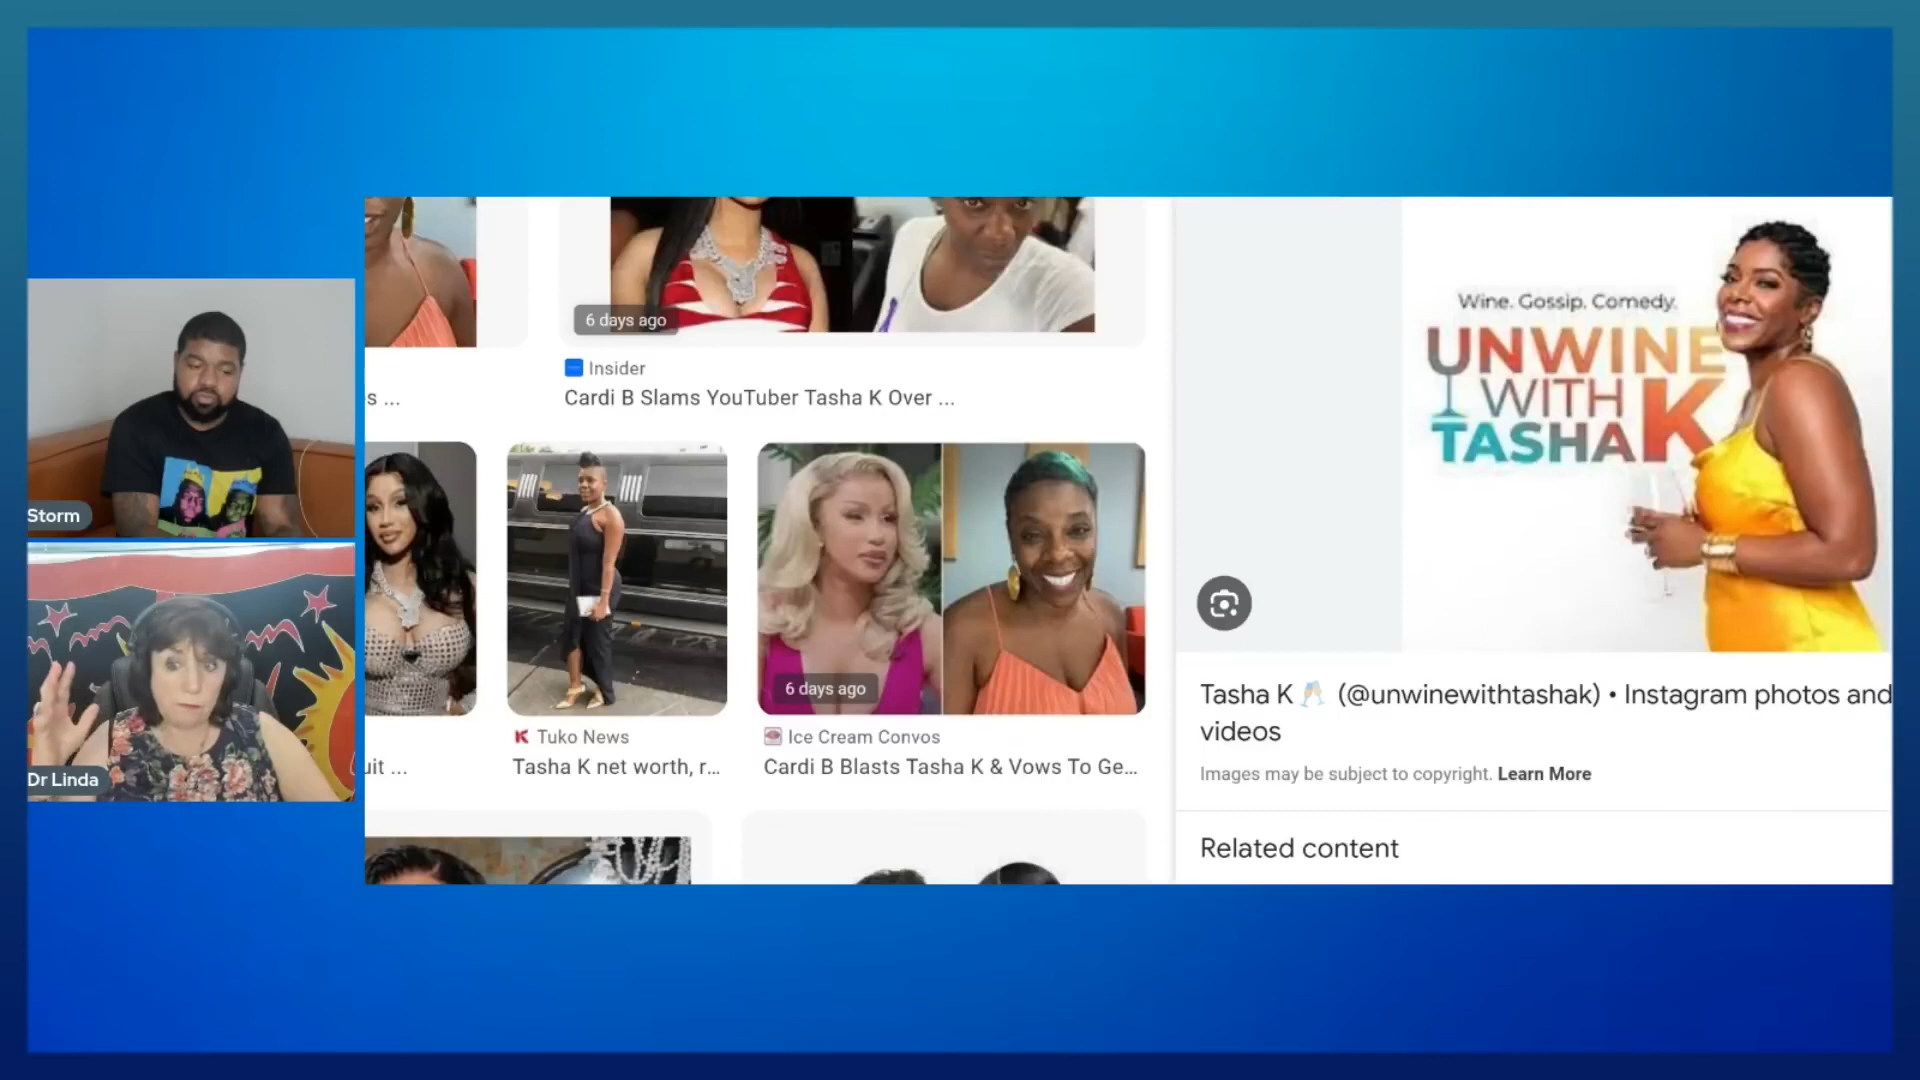 Storm
Dr Linda
6 days ago
Insider
s ...
Cardi B Slams YouTuber Tasha K Over ...
6 days ago
Tuko News
Ice Cream Convos
uit ...
Tasha K net worth, r...
Cardi B Blasts Tasha K & Vows To Ge...
Wine. Gossip. Comedy.
UNWINE
WITH
TASHA K
Tasha K 🥂 (@unwinewithtashak) • Instagram photos and
videos
Images may be subject to copyright. Learn More
Related content